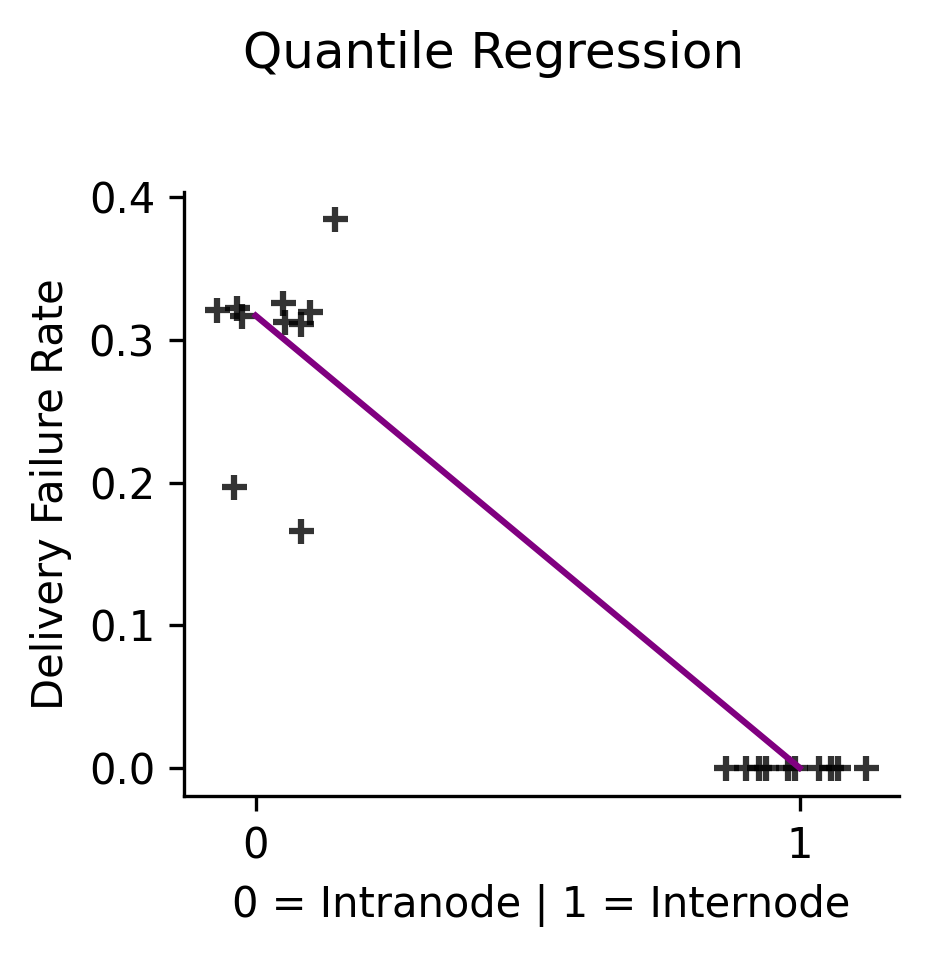 Quantile Regression
0.4
0.3
0.2
0.1
0.0
Delivery Failure Rate
0 1
0 = Intranode | 1 = Internode